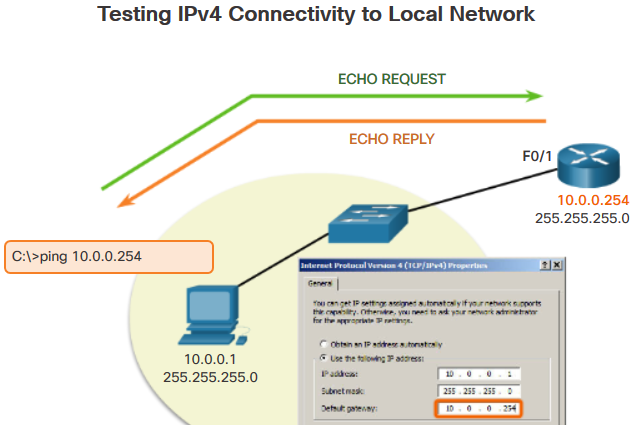 Testing IPv4 Connectivity to Local Network
ECHO REQUEST
ECHO REPLY
F0/1
10.0.0.254
255.255.255.0
C:\>ping 10.0.0.254
10.0.0.1
255.255.255.0
Internet Protocol Version 4 (TCP/IPv4) Properties
General
You can get IP settings assigned automatically if your network supports
this capability. Otherwise, you need to ask your network administrator
for the appropriate IP settings.
Obtain an IP address automatically
Use the following IP address:
IP address: 10 . 0 . 0 . 1
Subnet mask: 255 . 255 . 255 . 0
Default gateway: 10 . 0 . 0 . 254